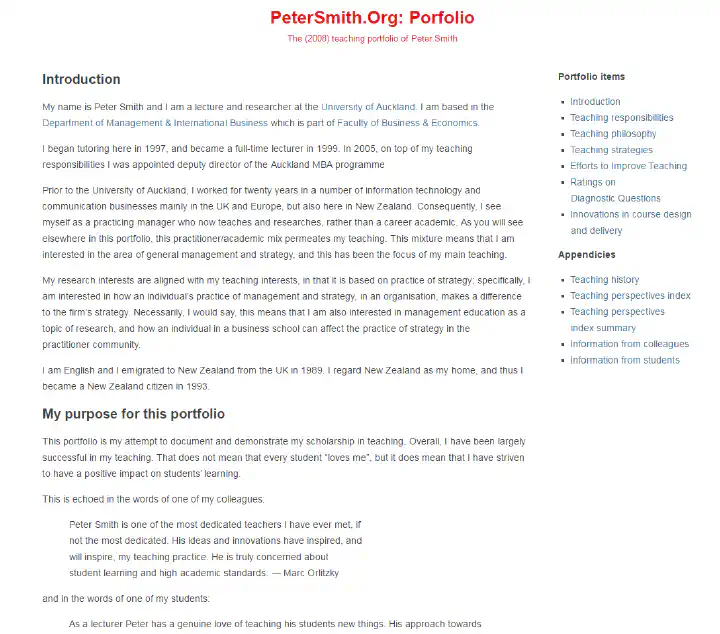 PeterSmith.Org: Porfolio
The (2008) teaching portfolio of Peter Smith
Introduction
My name is Peter Smith and I am a lecture and researcher at the University of Auckland. I am based in the
Department of Management & International Business which is part of Faculty of Business & Economics.
I began tutoring here in 1997, and became a full-time lecturer in 1999. In 2005, on top of my teaching
responsibilities I was appointed deputy director of the Auckland MBA programme
Prior to the University of Auckland, I worked for twenty years in a number of information technology and
communication businesses mainly in the UK and Europe, but also here in New Zealand. Consequently, I see
myself as a practicing manager who now teaches and researches, rather than a career academic. As you will see
elsewhere in this portfolio, this practitioner/academic mix permeates my teaching. This mixture means that I am
interested in the area of general management and strategy, and this has been the focus of my main teaching.
My research interests are aligned with my teaching interests, in that it is based on practice of strategy; specifically, I
am interested in how an individual's practice of management and strategy, in an organisation, makes a difference
to the firm's strategy. Necessarily, I would say, this means that I am also interested in management education as a
topic of research, and how an individual in a business school can affect the practice of strategy in the
practitioner community.
I am English and I emigrated to New Zealand from the UK in 1989. I regard New Zealand as my home, and thus I
became a New Zealand citizen in 1993.
My purpose for this portfolio
This portfolio is my attempt to document and demonstrate my scholarship in teaching. Overall, I have been largely
successful in my teaching. That does not mean that every student "loves me", but it does mean that I have striven
to have a positive impact on students' learning.
This is echoed in the words of one of my colleagues:
Peter Smith is one of the most dedicated teachers I have ever met, if
not the most dedicated. His ideas and innovations have inspired, and
will inspire, my teaching practice. He is truly concerned about
student learning and high academic standards. — Marc Orlitzky
and in the words of one of my students:
As a lecturer Peter has a genuine love of teaching his students new things. His approach towards
Portfolio items
Introduction
Teaching responsibilities
Teaching philosophy
Teaching strategies
Efforts to Improve Teaching
Ratings on
Diagnostic Questions
Innovations in course design
and delivery
Appendicies
Teaching history
Teaching perspectives index
Teaching perspectives
index summary
Information from colleagues
Information from students